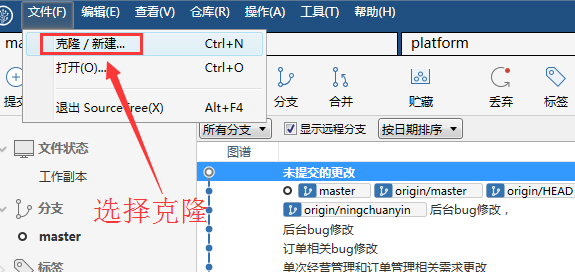 文件(F) 编辑(E) 查看(V) 仓库(R) 操作(A) 工具(T) 帮助(H)
克隆 / 新建... Ctrl+N
platform
打开(O)... Ctrl+O
退出 SourceTree(X) Alt+F4
提交 分支 合并 贮藏 丢弃 标签
所有分支 显示远程分支 按日期排序
文件状态
图谱
工作副本
未提交的更改
分支
master origin/master origin/HEAD
选择克隆
origin/ningchuanyin 后台bug修改，
master
后台bug修改
订单相关bug修改
标签
单次经营管理和订单管理相关需求更改